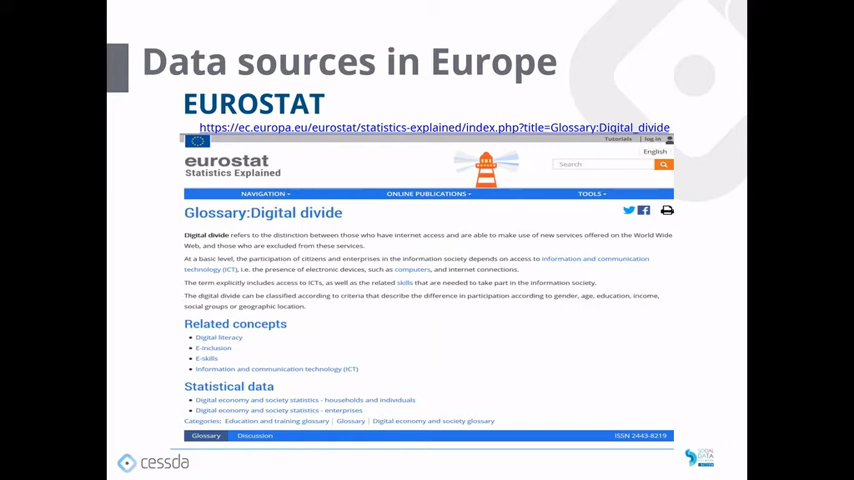 Data sources in Europe
EUROSTAT
https://ec.europa.eu/eurostat/statistics-explained/index.php?title=Glossary:Digital_divide
Tutorials | log in
English
eurostat
Statistics Explained
Search
NAVIGATION
ONLINE PUBLICATIONS
TOOLS
Glossary:Digital divide
Digital divide refers to the distinction between those who have internet access and are able to make use of new services offered on the World Wide
Web, and those who are excluded from these services.
At a basic level, the participation of citizens and enterprises in the information society depends on access to information and communication
technology (ICT), i.e. the presence of electronic devices, such as computers, and internet connections.
The term explicitly includes access to ICTs, as well as the related skills that are needed to take part in the information society.
The digital divide can be classified according to criteria that describe the difference in participation according to gender, age, education, income,
social groups or geographic location.
Related concepts
Digital literacy
E-inclusion
E-skills
Information and communication technology (ICT)
Statistical data
Digital economy and society statistics - households and individuals
Digital economy and society statistics - enterprises
Categories: Education and training glossary | Glossary | Digital economy and society glossary
Glossary
Discussion
ISSN 2443-8219
cessda
SOCIAL
DATA